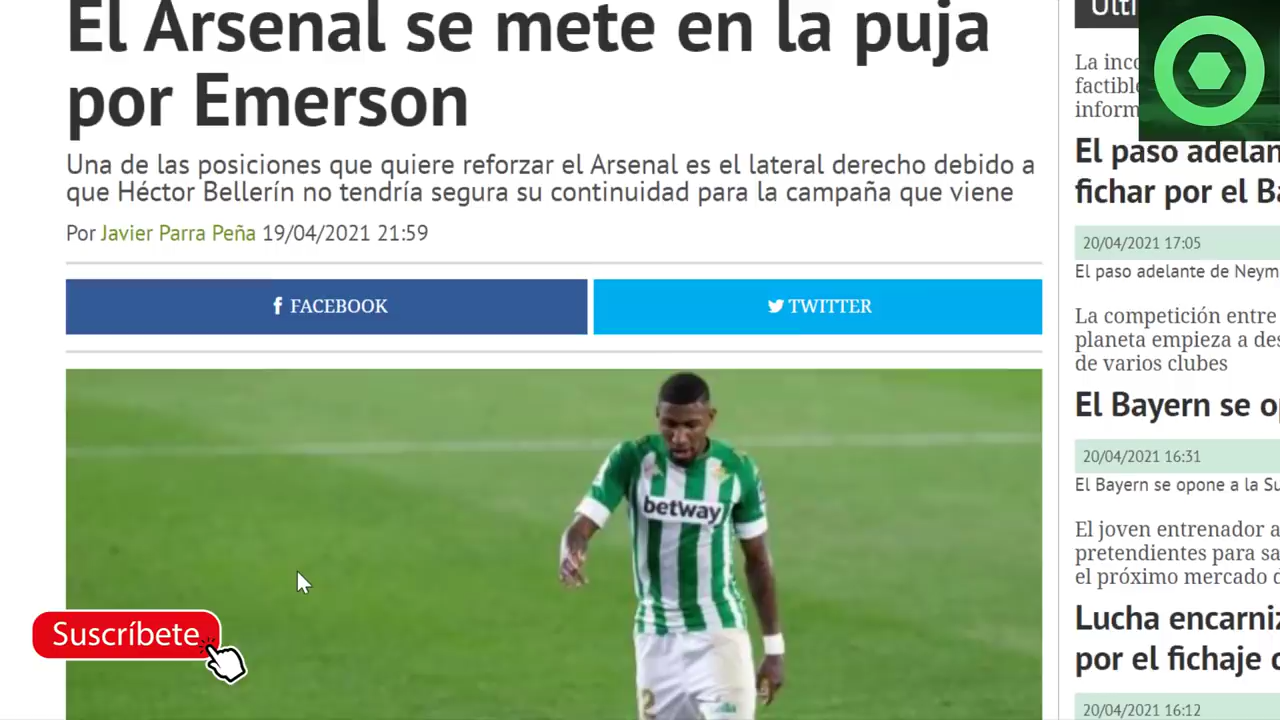 El Arsenal se mete en la puja
por Emerson
Una de las posiciones que quiere reforzar el Arsenal es el lateral derecho debido a
que Héctor Bellerín no tendría segura su continuidad para la campaña que viene
Por Javier Parra Peña 19/04/2021 21:59
FACEBOOK
TWITTER
betway
2
Suscríbete
La
factible
inform
El paso adelan
fichar por el
20/04/2021 17:05
El paso adelante de Neym
La competición entre
planeta empieza a
de varios clubes
El Bayern se
20/04/2021 16:31
El Bayern se opone a la
El joven entrenador
pretendientes para
el próximo mercado
Lucha
por el fichaje
20/04/2021 16:12